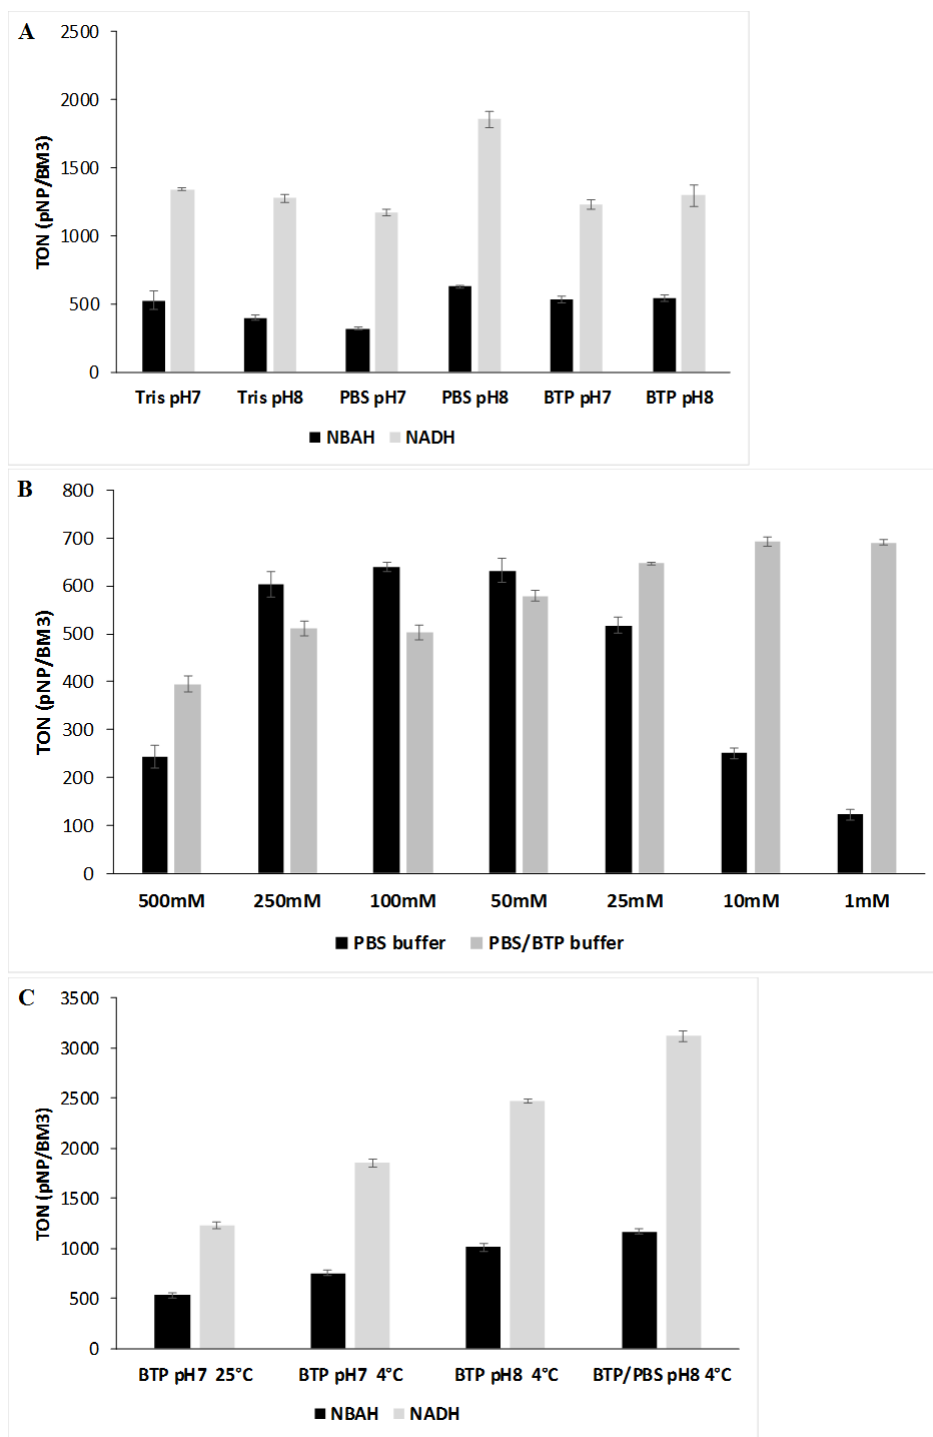 A
2500
2000
1500
1000
500
0
TON (pNP/BM3)
Tris pH7 Tris pH8 PBS pH7 PBS pH8 BTP pH7 BTP pH8
NBAH NADH
B
800
700
600
500
400
300
200
100
0
TON (pNP/BM3)
500mM 250mM 100mM 50mM 25mM 10mM 1mM
PBS buffer PBS/BTP buffer
C
3500
3000
2500
2000
1500
1000
500
0
TON (pNP/BM3)
BTP pH7 25°C BTP pH7 4°C BTP pH8 4°C BTP/PBS pH8 4°C
NBAH NADH